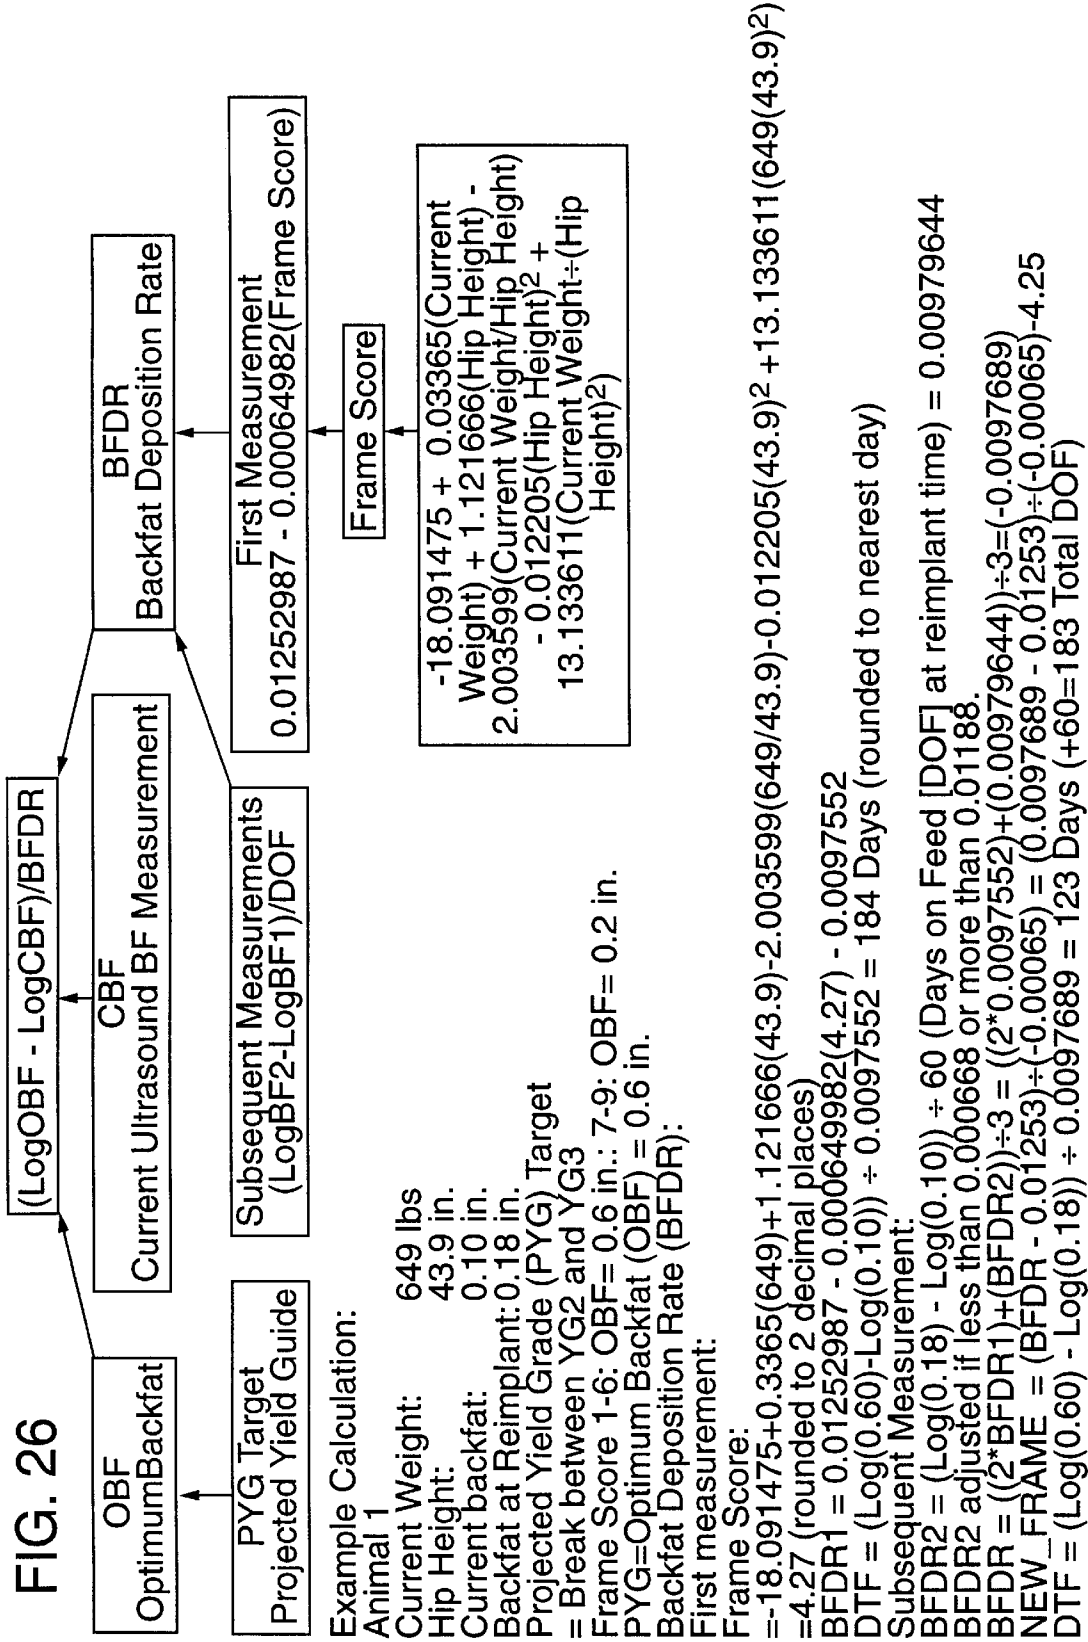 FIG. 26
(LogOBF - LogCBF)/BFDR
OBF
OptimumBackfat
CBF
Current Ultrasound BF Measurement
BFDR
Backfat Deposition Rate
PYG Target
Projected Yield Guide
Subsequent Measurements
(LogBF2-LogBF1)/DOF
First Measurement
0.01252987 - 0.00064982(Frame Score)
Frame Score
-18.091475 + 0.03365(Current
Weight) + 1.121666(Hip Height) -
2.003599(Current Weight/Hip Height)
- 0.012205(Hip Height)² +
13.133611(Current Weight÷(Hip
Height)²)
Example Calculation:
Animal 1
Current Weight: 649 lbs
Hip Height: 43.9 in.
Current backfat: 0.10 in.
Backfat at Reimplant: 0.18 in.
Projected Yield Grade (PYG) Target
= Break between YG2 and YG3
Frame Score 1-6: OBF= 0.6 in.: 7-9: OBF= 0.2 in.
PYG=Optimum Backfat (OBF) = 0.6 in.
Backfat Deposition Rate (BFDR):
First measurement:
Frame Score:
=-18.091475+0.3365(649)+1.121666(43.9)-2.003599(649/43.9)-0.012205(43.9)² +13.133611(649(43.9)²)
=4.27 (rounded to 2 decimal places)
BFDR1 = 0.01252987 - 0.000649982(4.27) - 0.0097552
DTF = (Log(0.60)-Log(0.10)) ÷ 0.0097552 = 184 Days (rounded to nearest day)
Subsequent Measurement:
BFDR2 = (Log(0.18) - Log(0.10)) ÷ 60 (Days on Feed [DOF] at reimplant time) = 0.00979644
BFDR2 adjusted if less than 0.000668 or more than 0.01188.
BFDR = ((2*BFDR1)+(BFDR2))÷3 = ((2*0.0097552)+(0.00979644))÷3=(-0.0097689)
NEW_FRAME = (BFDR - 0.01253)÷(-0.00065) = (0.0097689 - 0.01253)÷(-0.00065)-4.25
DTF = (Log(0.60) - Log(0.18)) ÷ 0.0097689 = 123 Days (+60=183 Total DOF)